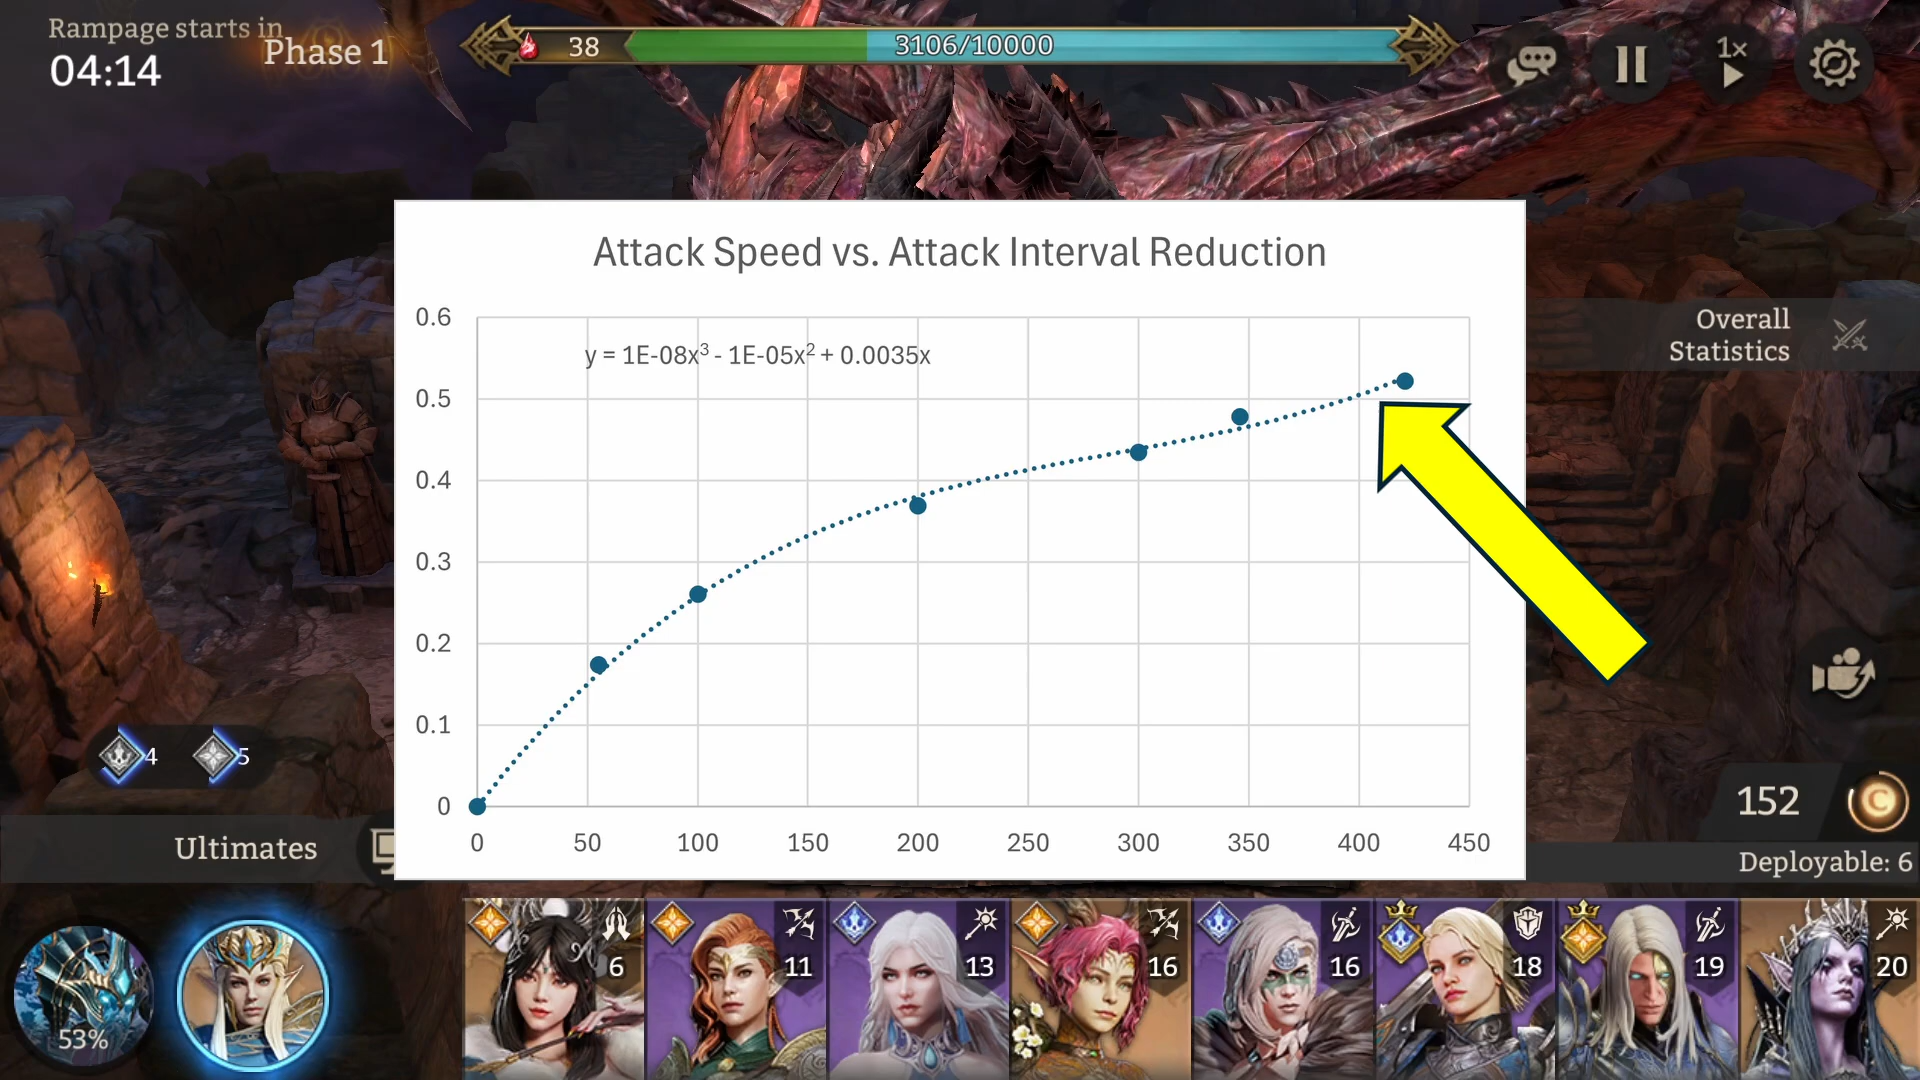 Rampage starts in
04:14
Phase 1
38
3106/10000
1×
Attack Speed vs. Attack Interval Reduction
y = 1E-08x³ - 1E-05x² + 0.0035x
0.6
0.5
0.4
0.3
0.2
0.1
0
0 50 100 150 200 250 300 350 400 450
Overall
Statistics
4 5
Ultimates
152
C
Deployable: 6
53%
6 11 13 16 16 18 19 20